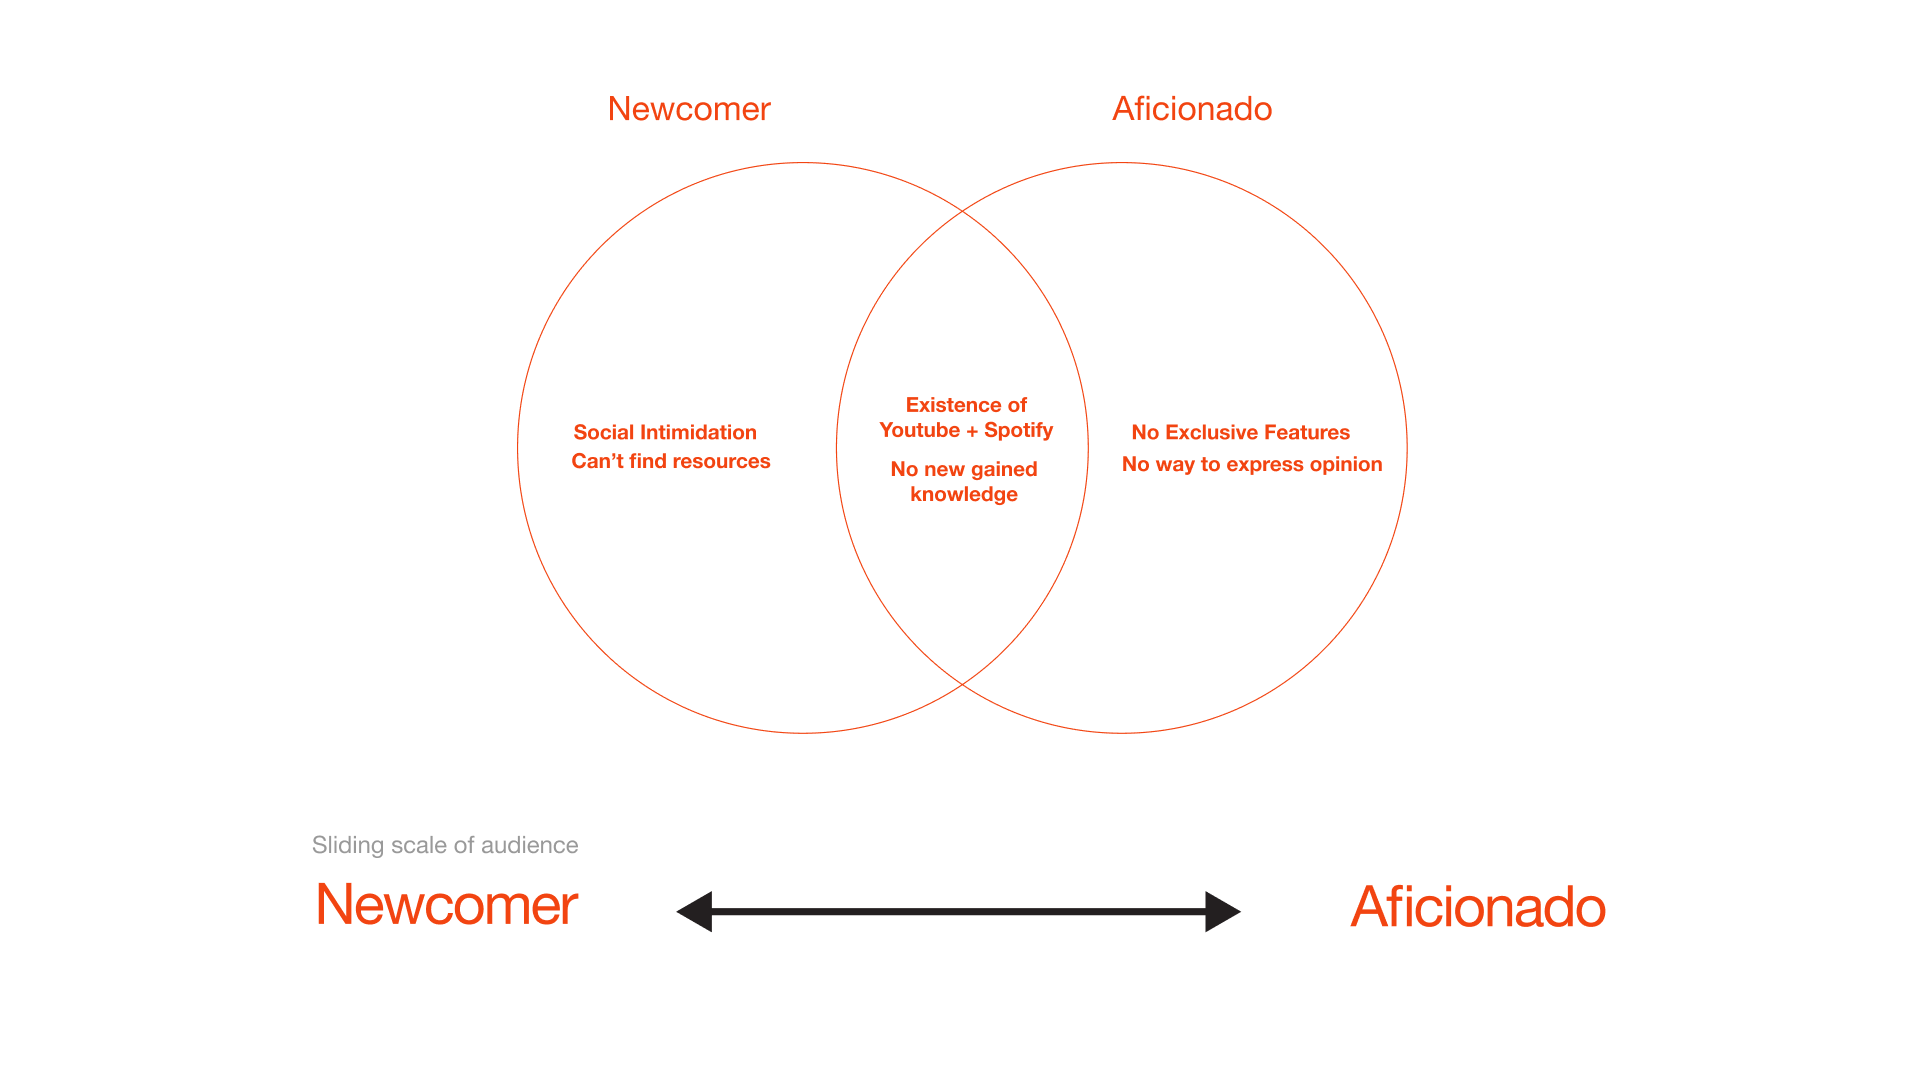 Newcomer
Aficionado
Social Intimidation
Can’t find resources
Existence of
Youtube + Spotify
No new gained
knowledge
No Exclusive Features
No way to express opinion
Sliding scale of audience
Newcomer
Aficionado